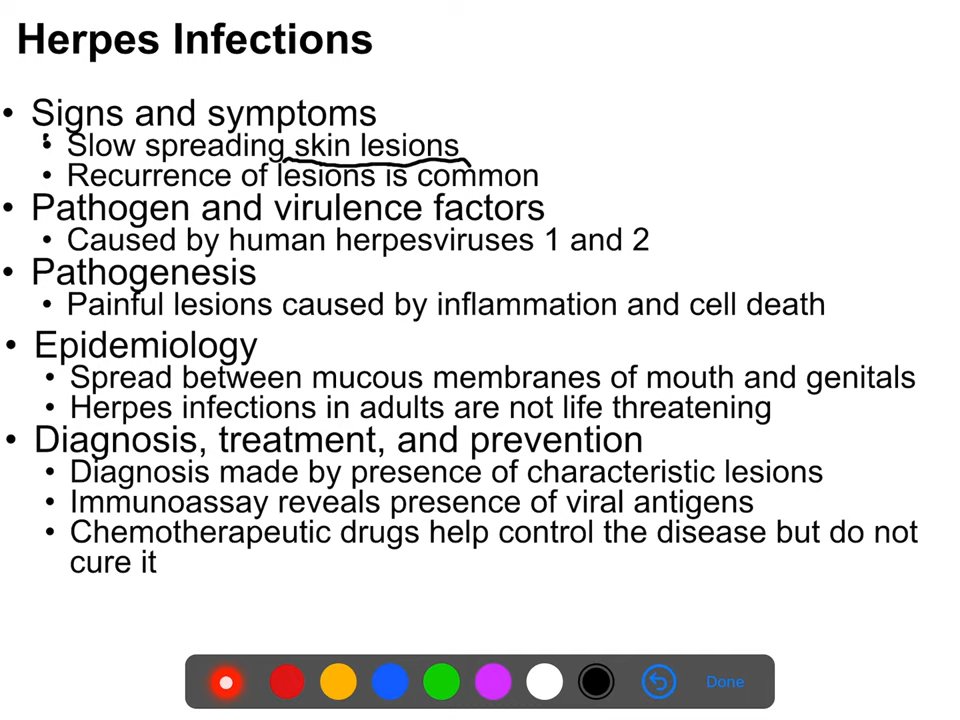 Herpes Infections
• Signs and symptoms
• Slow spreading skin lesions
• Recurrence of lesions is common
• Pathogen and virulence factors
• Caused by human herpesviruses 1 and 2
• Pathogenesis
• Painful lesions caused by inflammation and cell death
• Epidemiology
• Spread between mucous membranes of mouth and genitals
• Herpes infections in adults are not life threatening
• Diagnosis, treatment, and prevention
• Diagnosis made by presence of characteristic lesions
• Immunoassay reveals presence of viral antigens
• Chemotherapeutic drugs help control the disease but do not
cure it
Done